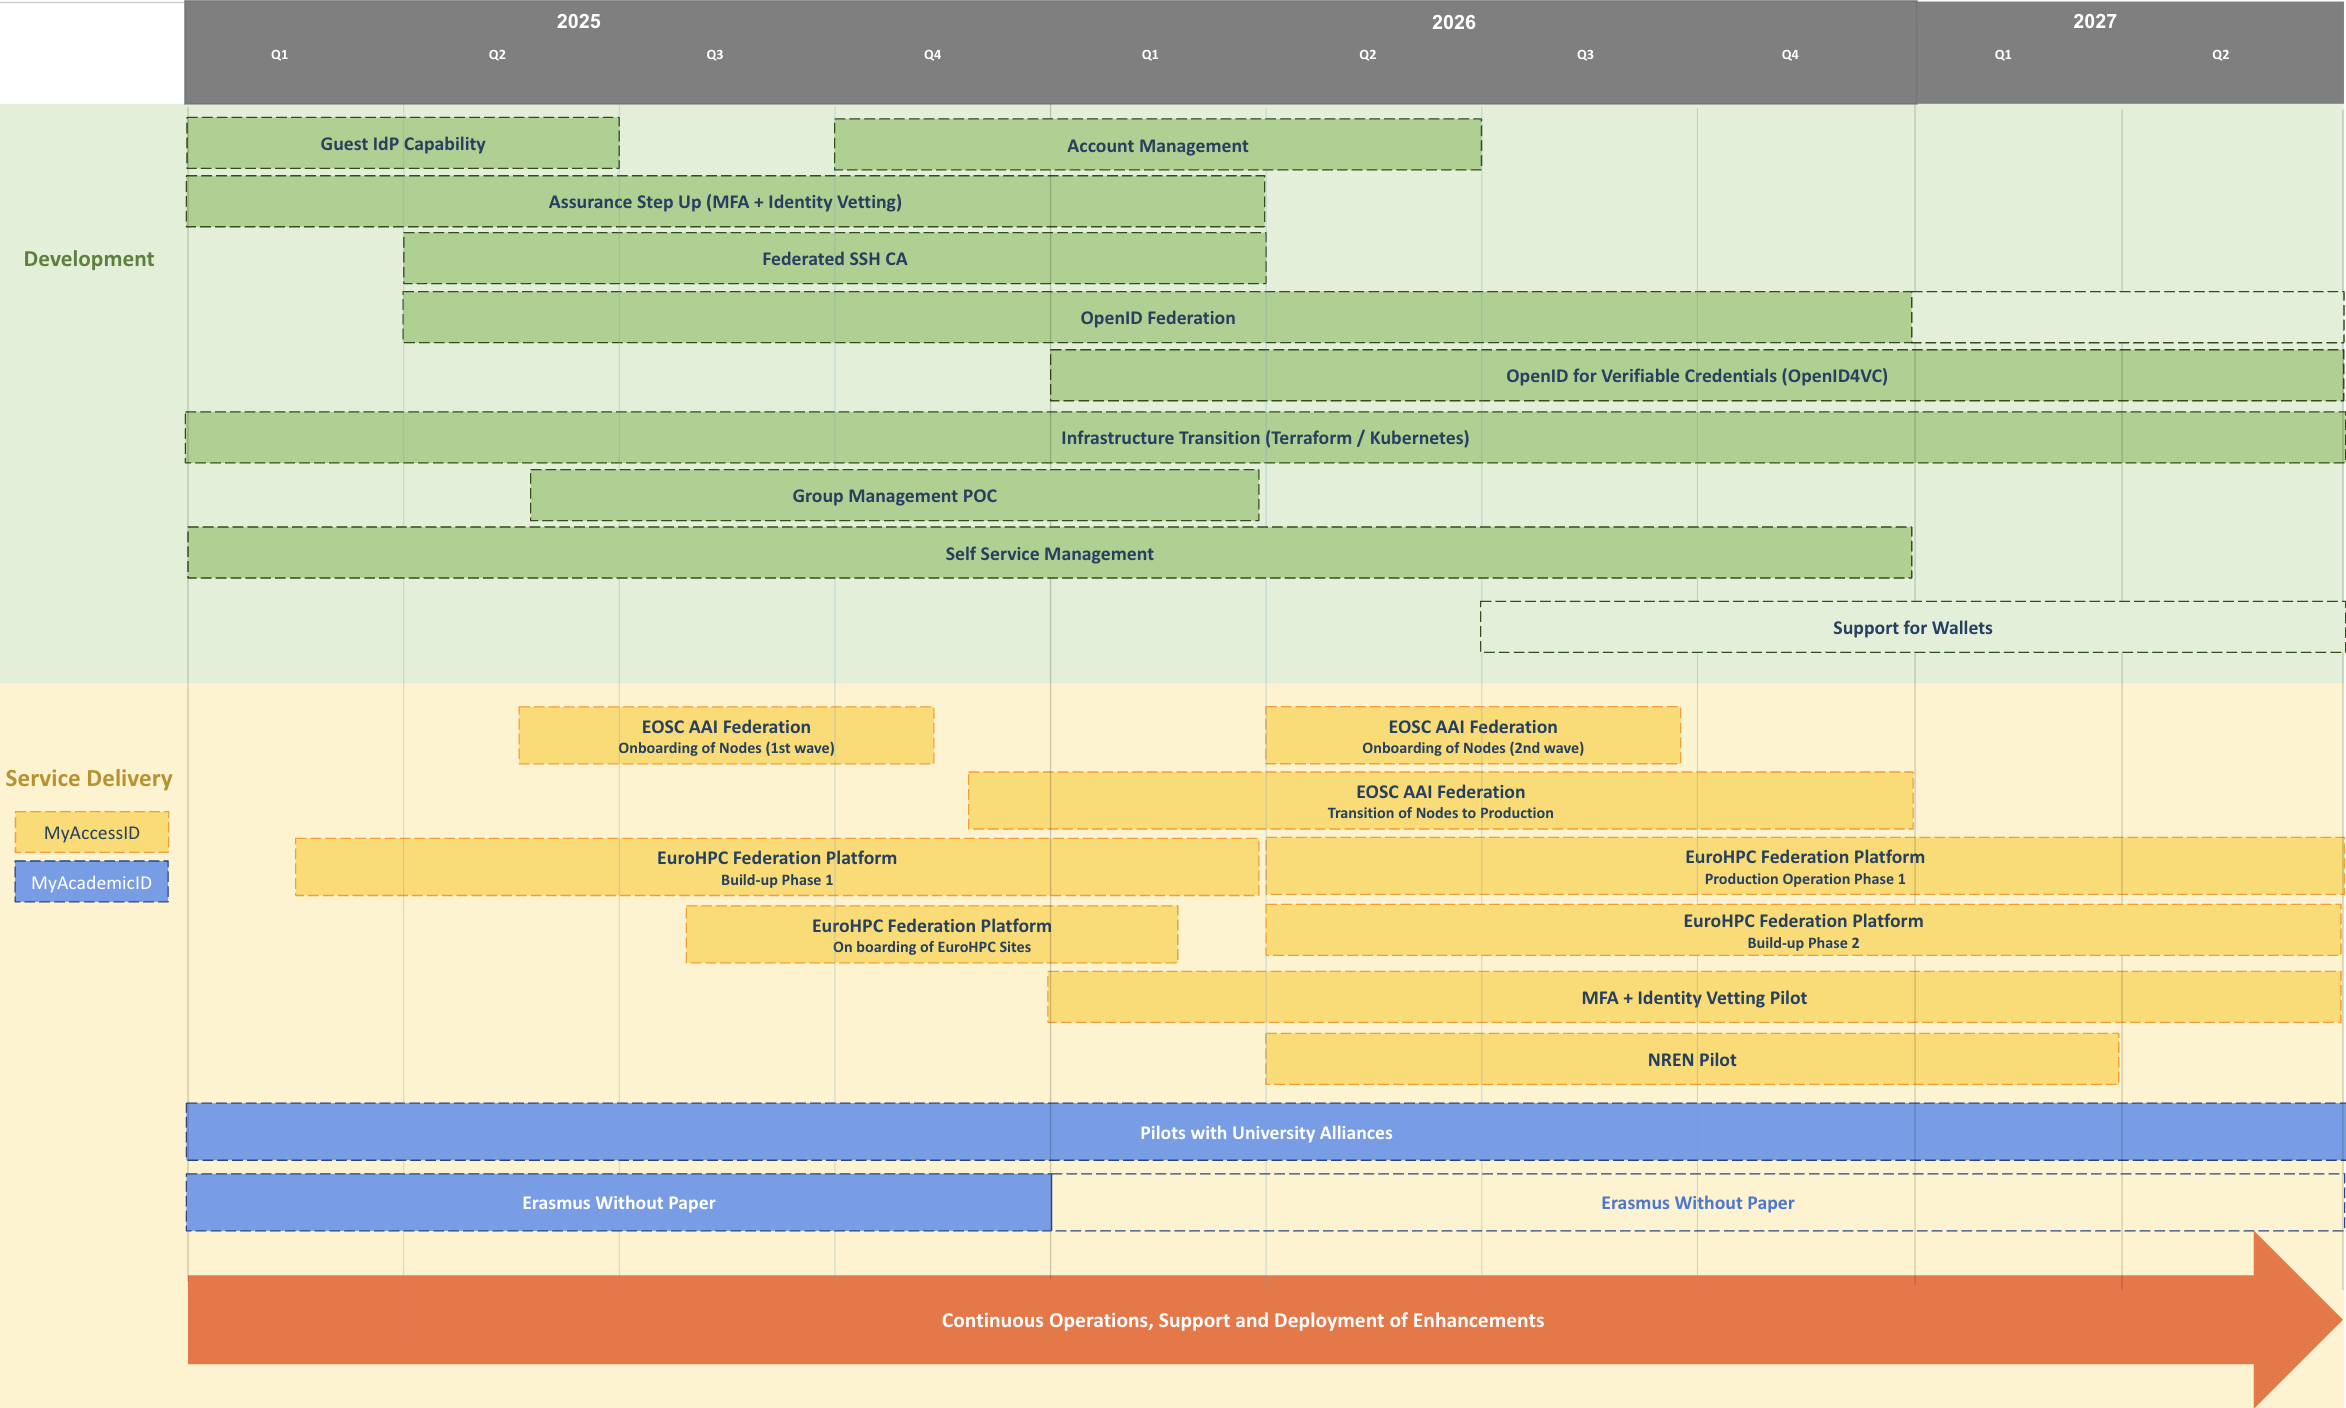 2025
2026
2027
Q1
Q2
Q3
Q4
Q1
Q2
Q3
Q4
Q1
Q2
Development
Guest IdP Capability
Account Management
Assurance Step Up (MFA + Identity Vetting)
Federated SSH CA
OpenID Federation
OpenID for Verifiable Credentials (OpenID4VC)
Infrastructure Transition (Terraform / Kubernetes)
Group Management POC
Self Service Management
Support for Wallets
Service Delivery
MyAccessID
MyAcademicID
EOSC AAI Federation
Onboarding of Nodes (1st wave)
EOSC AAI Federation
Onboarding of Nodes (2nd wave)
EOSC AAI Federation
Transition of Nodes to Production
EuroHPC Federation Platform
Build-up Phase 1
EuroHPC Federation Platform
Production Operation Phase 1
EuroHPC Federation Platform
On boarding of EuroHPC Sites
EuroHPC Federation Platform
Build-up Phase 2
MFA + Identity Vetting Pilot
NREN Pilot
Pilots with University Alliances
Erasmus Without Paper
Erasmus Without Paper
Continuous Operations, Support and Deployment of Enhancements